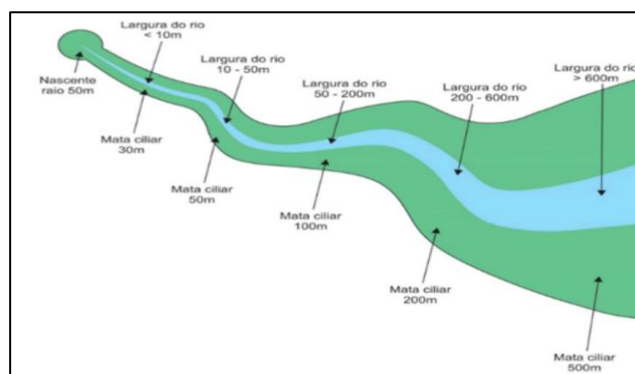 Largura do rio
< 10m
Largura do rio
10 - 50m
Largura do rio
50 - 200m
Largura do rio
200 - 600m
Largura do rio
> 600m
Nascente
raio 50m
Mata ciliar
30m
Mata ciliar
50m
Mata ciliar
100m
Mata ciliar
200m
Mata ciliar
500m